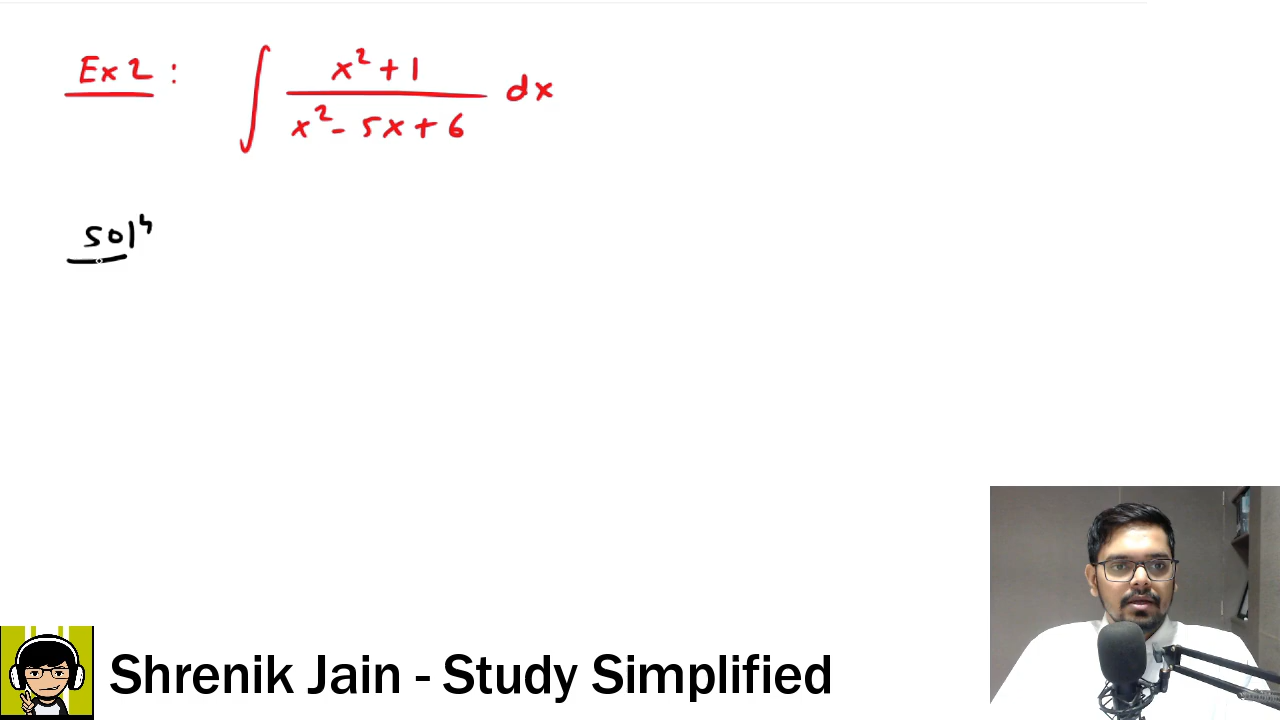 Ex 2 : ∫ (x² + 1)/(x² - 5x + 6) dx
Solⁿ
Shrenik Jain - Study Simplified